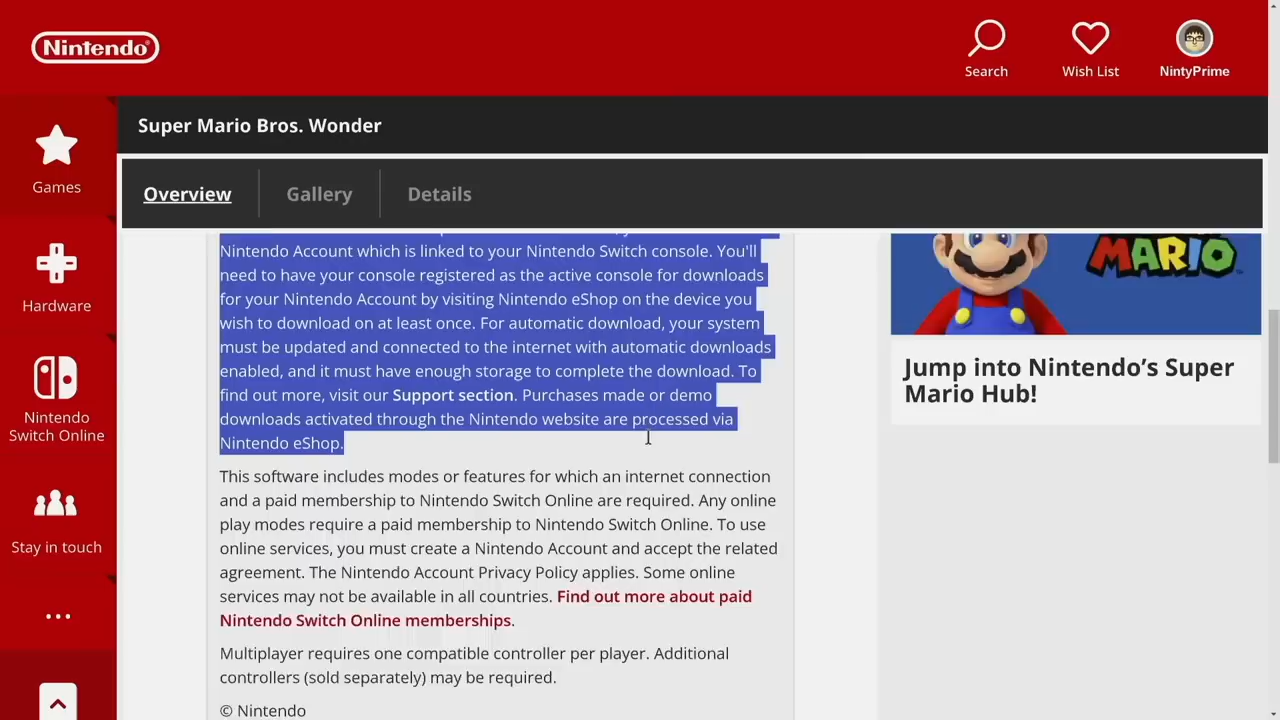 Nintendo
Search
Wish List
NintyPrime
Super Mario Bros. Wonder
Overview
Gallery
Details
Games
Hardware
Nintendo
Switch Online
Stay in touch
...
Nintendo Account which is linked to your Nintendo Switch console. You'll
need to have your console registered as the active console for downloads
for your Nintendo Account by visiting Nintendo eShop on the device you
wish to download on at least once. For automatic download, your system
must be updated and connected to the internet with automatic downloads
enabled, and it must have enough storage to complete the download. To
find out more, visit our Support section. Purchases made or demo
downloads activated through the Nintendo website are processed via
Nintendo eShop.
This software includes modes or features for which an internet connection
and a paid membership to Nintendo Switch Online are required. Any online
play modes require a paid membership to Nintendo Switch Online. To use
online services, you must create a Nintendo Account and accept the related
agreement. The Nintendo Account Privacy Policy applies. Some online
services may not be available in all countries. Find out more about paid
Nintendo Switch Online memberships.
Multiplayer requires one compatible controller per player. Additional
controllers (sold separately) may be required.
© Nintendo
MARIO
Jump into Nintendo’s Super
Mario Hub!